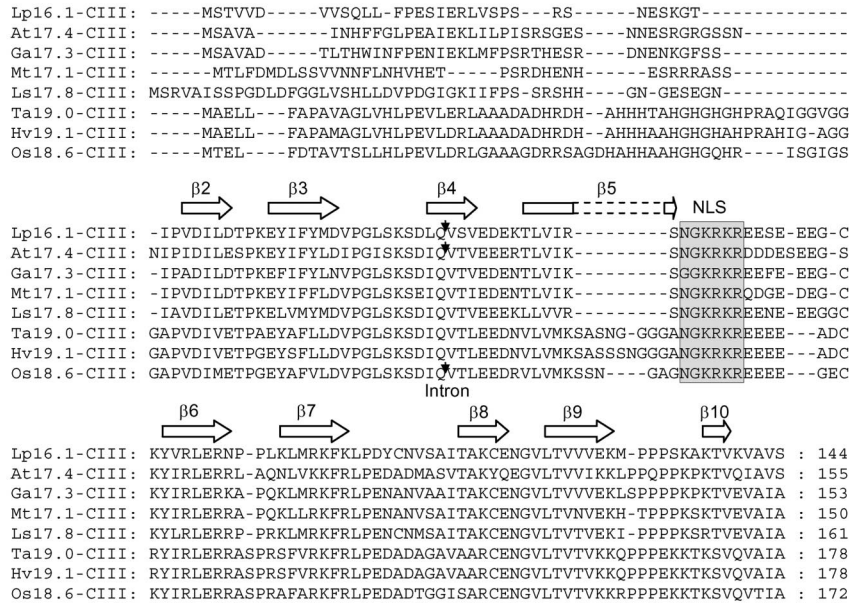 Lp16.1-CIII: -----MSTVVD-----VVSQLL-FPESIERLVSPS---RS----NESKGT--------------
At17.4-CIII: -----MSAVA------INHFFGLPEAIEKLILPISRSGES---NNESRGRGSSN----------
Ga17.3-CIII: -----MSAVAD-----TLTHWINFPENIEKLMFPSRTHESR---DNENKGFSS-----------
Mt17.1-CIII: -----MTLFDMDLSSVVNNFLNHVHET-----PSRDHENH-----ESRRRASS-----------
Ls17.8-CIII: MSRVAISSPGDLDFGGLVSHLLDVPDGIGKIIFPS-SRSHH---GN-GESEGN-----------
Ta19.0-CIII: -----MAELL---FAPAVAGLVHLPEVLERLAAADADHRDH--AHHHTAHGHGHGHPRAQIGGVGG
Hv19.1-CIII: -----MAELL---FAPAMAGLVHLPEVLERLAAADADHRDH--AHHHAAHGHGHAHPRAHIG-AGG
Os18.6-CIII: -----MTEL----FDTAVTSLLHLPEVLDRLGAAAGDRRSAGDHAHHAAHGHGQHR----ISGIGS
β2 β3 β4 β5 NLS
Lp16.1-CIII: -IPVDILDTPKEYIFYMDVPGLSKSDLQVSVEDEKTLVIR-----------SNGKRKREESE-EEG-C
At17.4-CIII: NIPIDILESPKEYIFYLDIPGISKSDIQVTVEEERTLVIK-----------SNGKRKRDDDESEEG-S
Ga17.3-CIII: -IPADILDTPKEFIFYLNVPGLSKSDIQVTVEDENTLVIK-----------SGGKRKREEFE-EEG-C
Mt17.1-CIII: -IPVDILDTPKEYIFFLDVPGLSKSEIQVTIEDENTLVIK-----------SNGKRKRQDGE-DEG-C
Ls17.8-CIII: -IAVDILETPKELVMYMDVPGLSKSDIQVTVEEKLLVVR-----------SNGKRKREENE-EEGGC
Ta19.0-CIII: GAPVDIVETPAEYAFLLDVPGLSKSDIQVTLEEDNVLVMKSASNG-GGGANGKRKREEEE---ADC
Hv19.1-CIII: GAPVDIVETPGEYSFLLDVPGLSKSDIQVTLEEDNVLVMKSASSSNGGGANGKRKREEEE---ADC
Os18.6-CIII: GAPVDIMETPKEYAFVLDVPGLSKSDIQVTLEEDRVLVMKSSN----GAGNGKRKREEEE---GEC
Intron
β6 β7 β8 β9 β10
Lp16.1-CIII: KYVRLERNP-PLKLMRKFKLPDYCNVSAITAKCENGVLTVVVEKM-PPPSKAKTVKVAVS : 144
At17.4-CIII: KYIRLERRL-AQNLVKKFRLPEDADMASVTAKYQEGVLTVVIKKLPPQPPKPKTVQIAVS : 155
Ga17.3-CIII: KYIRLERKA-PQKLMRKFRLPENANVAAITAKCENGVLTVVVEKLSPPPPKPKTVEVAIA : 153
Mt17.1-CIII: KYIRLERRA-PQKLLRKFRLPENANVSAITAKCENGVLTVNVEKH-TPPPKSKTVEVAIA : 150
Ls17.8-CIII: KYLRLERRP-PRKLMRKFRLPENCNMSAITAKCENGVLTVTVEKI-PPPPKSRTVEVAIA : 161
Ta19.0-CIII: RYIRLERRASPRSFVRKFRLPEDADAGAVAARCENGVLTVTVKKQPPPEKKTKSVQVAIA : 178
Hv19.1-CIII: RYIRLERRASPRSFVRKFRLPEDADAGAVAARCENGVLTVTVKKQPPPEKKTKSVQVAIA : 178
Os18.6-CIII: KYIRLERRASPRAFARKFRLPEDADTGGISARCENGVLTVTVKKRPPPEKKTKSVQVTIA : 172